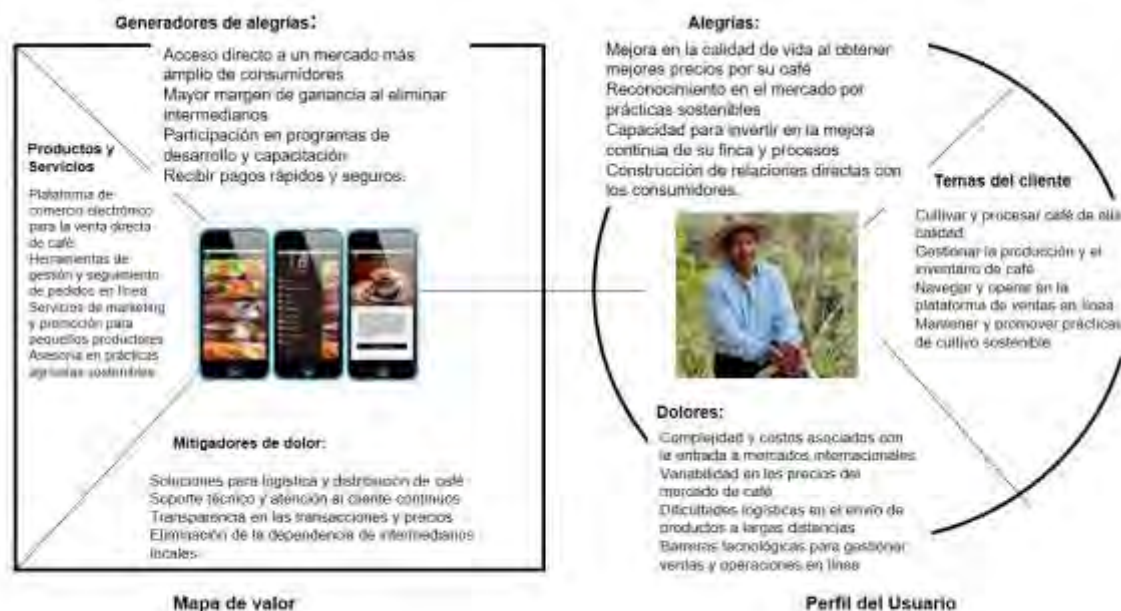 Generadores de alegrías:
Acceso directo a un mercado más
amplio de consumidores
Mayor margen de ganancia al eliminar
intermediarios
Participación en programas de
desarrollo y capacitación
Recibir pagos rápidos y seguros.
Productos y
Servicios
Plataforma de
comercio electrónico
para la venta directa
de café
Herramientas de
gestión y seguimiento
de pedidos en línea
Servicios de marketing
y promoción para
pequeños productores
Asesoría en prácticas
agrícolas sostenibles
Mitigadores de dolor:
Soluciones para logística y distribución de café
Soporte técnico y atención al cliente continuos
Transparencia en las transacciones y precios
Eliminación de la dependencia de intermediarios
locales
Mapa de valor
Alegrías:
Mejora en la calidad de vida al obtener
mejores precios por su café
Reconocimiento en el mercado por
prácticas sostenibles
Capacidad para invertir en la mejora
continua de su finca y procesos
Construcción de relaciones directas con
los consumidores.
Temas del cliente
Cultivar y procesar café de alta
calidad
Gestionar la producción y el
inventario de café
Navegar y operar en la
plataforma de ventas en línea
Mantener y promover prácticas
de cultivo sostenible
Dolores:
Complejidad y costos asociados con
la entrada a mercados internacionales
Variabilidad en los precios del
mercado de café
Dificultades logísticas en el envío de
productos a largas distancias
Barreras tecnológicas para gestionar
ventas y operaciones en línea
Perfil del Usuario